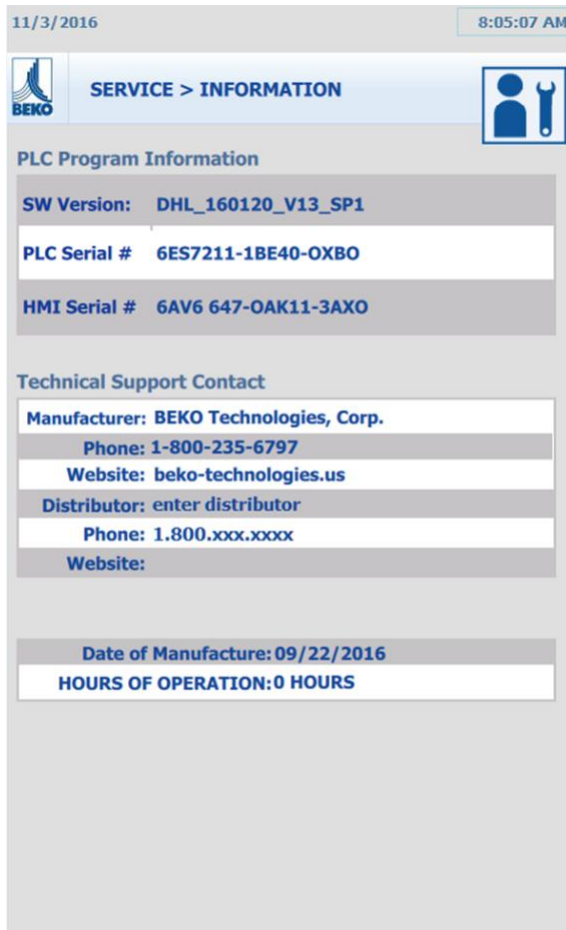 11/3/2016 8:05:07 AM
BEKO
SERVICE > INFORMATION
PLC Program Information
SW Version: DHL_160120_V13_SP1
PLC Serial # 6ES7211-1BE40-OXBO
HMI Serial # 6AV6 647-OAK11-3AXO
Technical Support Contact
Manufacturer: BEKO Technologies, Corp.
Phone: 1-800-235-6797
Website: beko-technologies.us
Distributor: enter distributor
Phone: 1.800.xxx.xxxx
Website:
Date of Manufacture: 09/22/2016
HOURS OF OPERATION: 0 HOURS